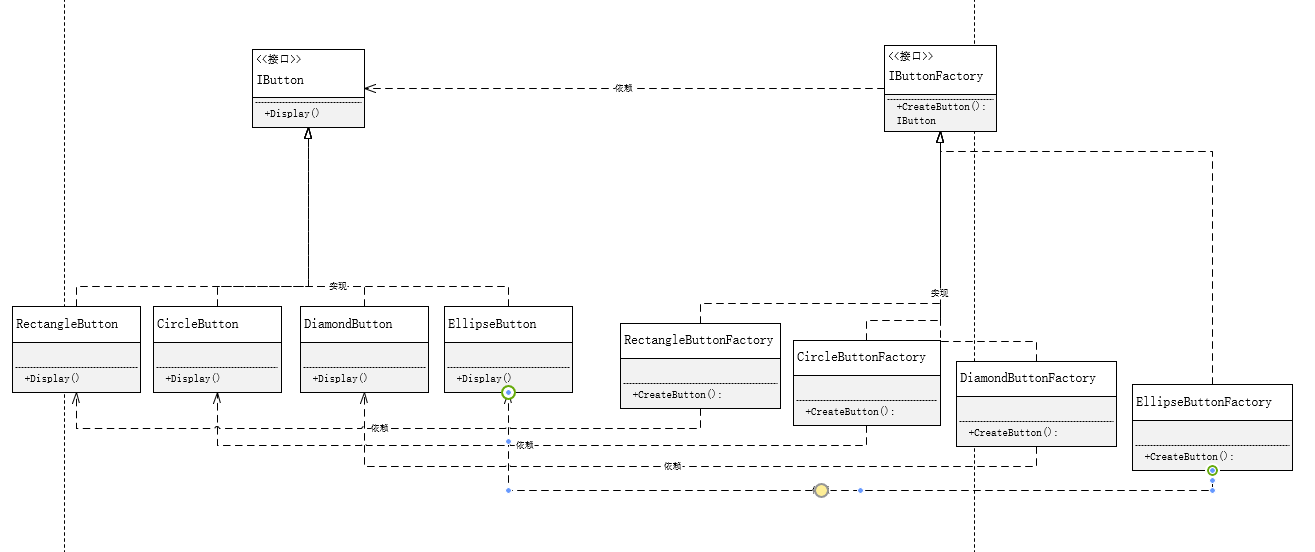 <<接口>>
IButton
+Display()
依赖
<<接口>>
IButtonFactory
+CreateButton():
IButton
实现
实现
RectangleButton
+Display()
CircleButton
+Display()
DiamondButton
+Display()
EllipseButton
+Display()
RectangleButtonFactory
+CreateButton():
CircleButtonFactory
+CreateButton():
DiamondButtonFactory
+CreateButton():
EllipseButtonFactory
+CreateButton():
依赖
依赖
依赖